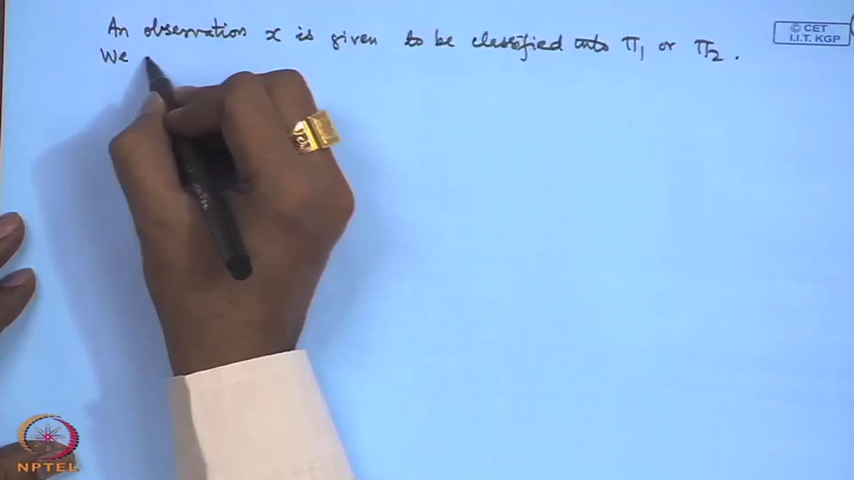 An observation x is given to be classified into π₁ or π₂.
We
© CET
I.I.T. KGP
NPTEL